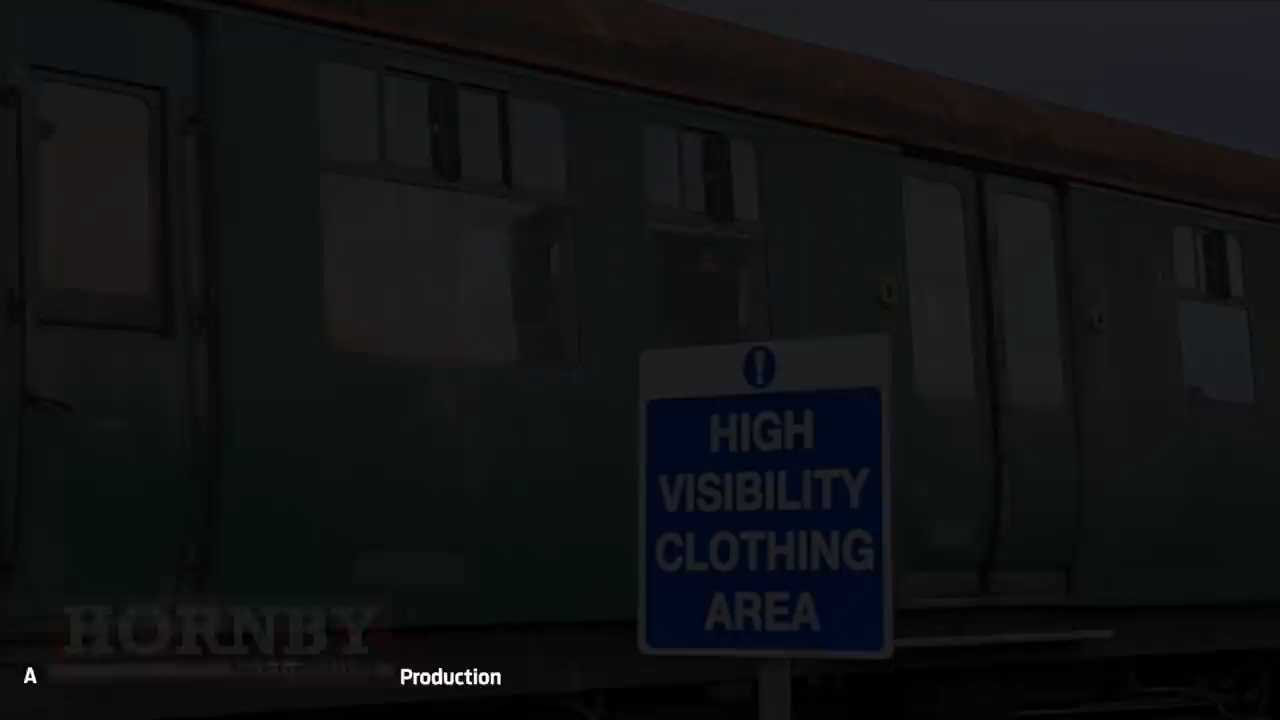 HIGH
VISIBILITY
CLOTHING
AREA
HORNBY
A Production